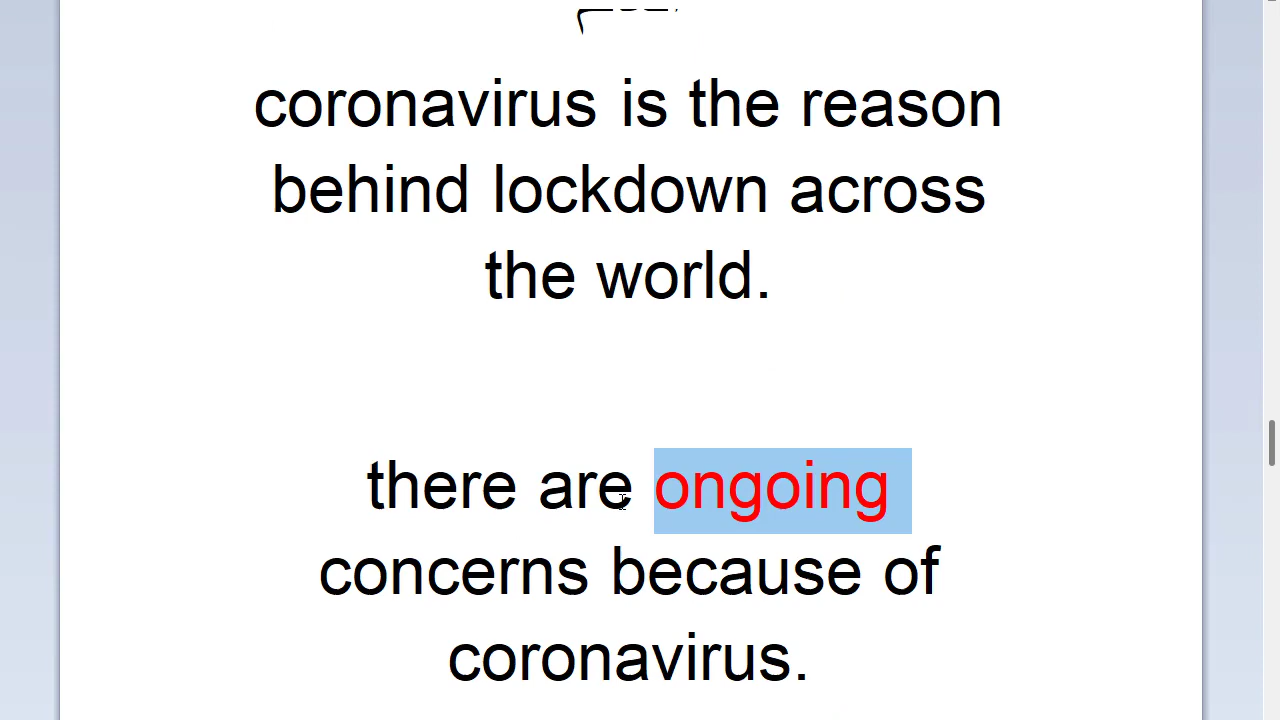 coronavirus is the reason
behind lockdown across
the world.
there are ongoing
concerns because of
coronavirus.